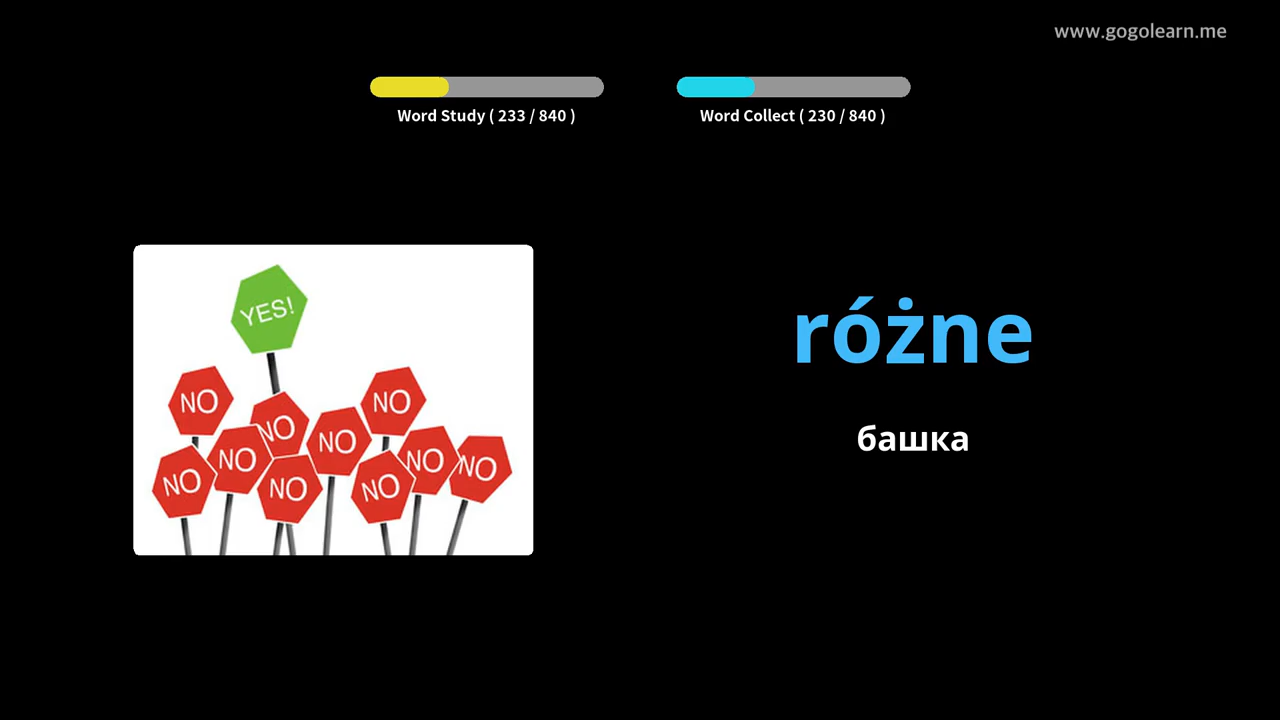 www.gogolearn.me
Word Study ( 233 / 840 )
Word Collect ( 230 / 840 )
YES!
NO
NO
NO
NO
NO
NO
NO
NO
NO
NO
różne
башка